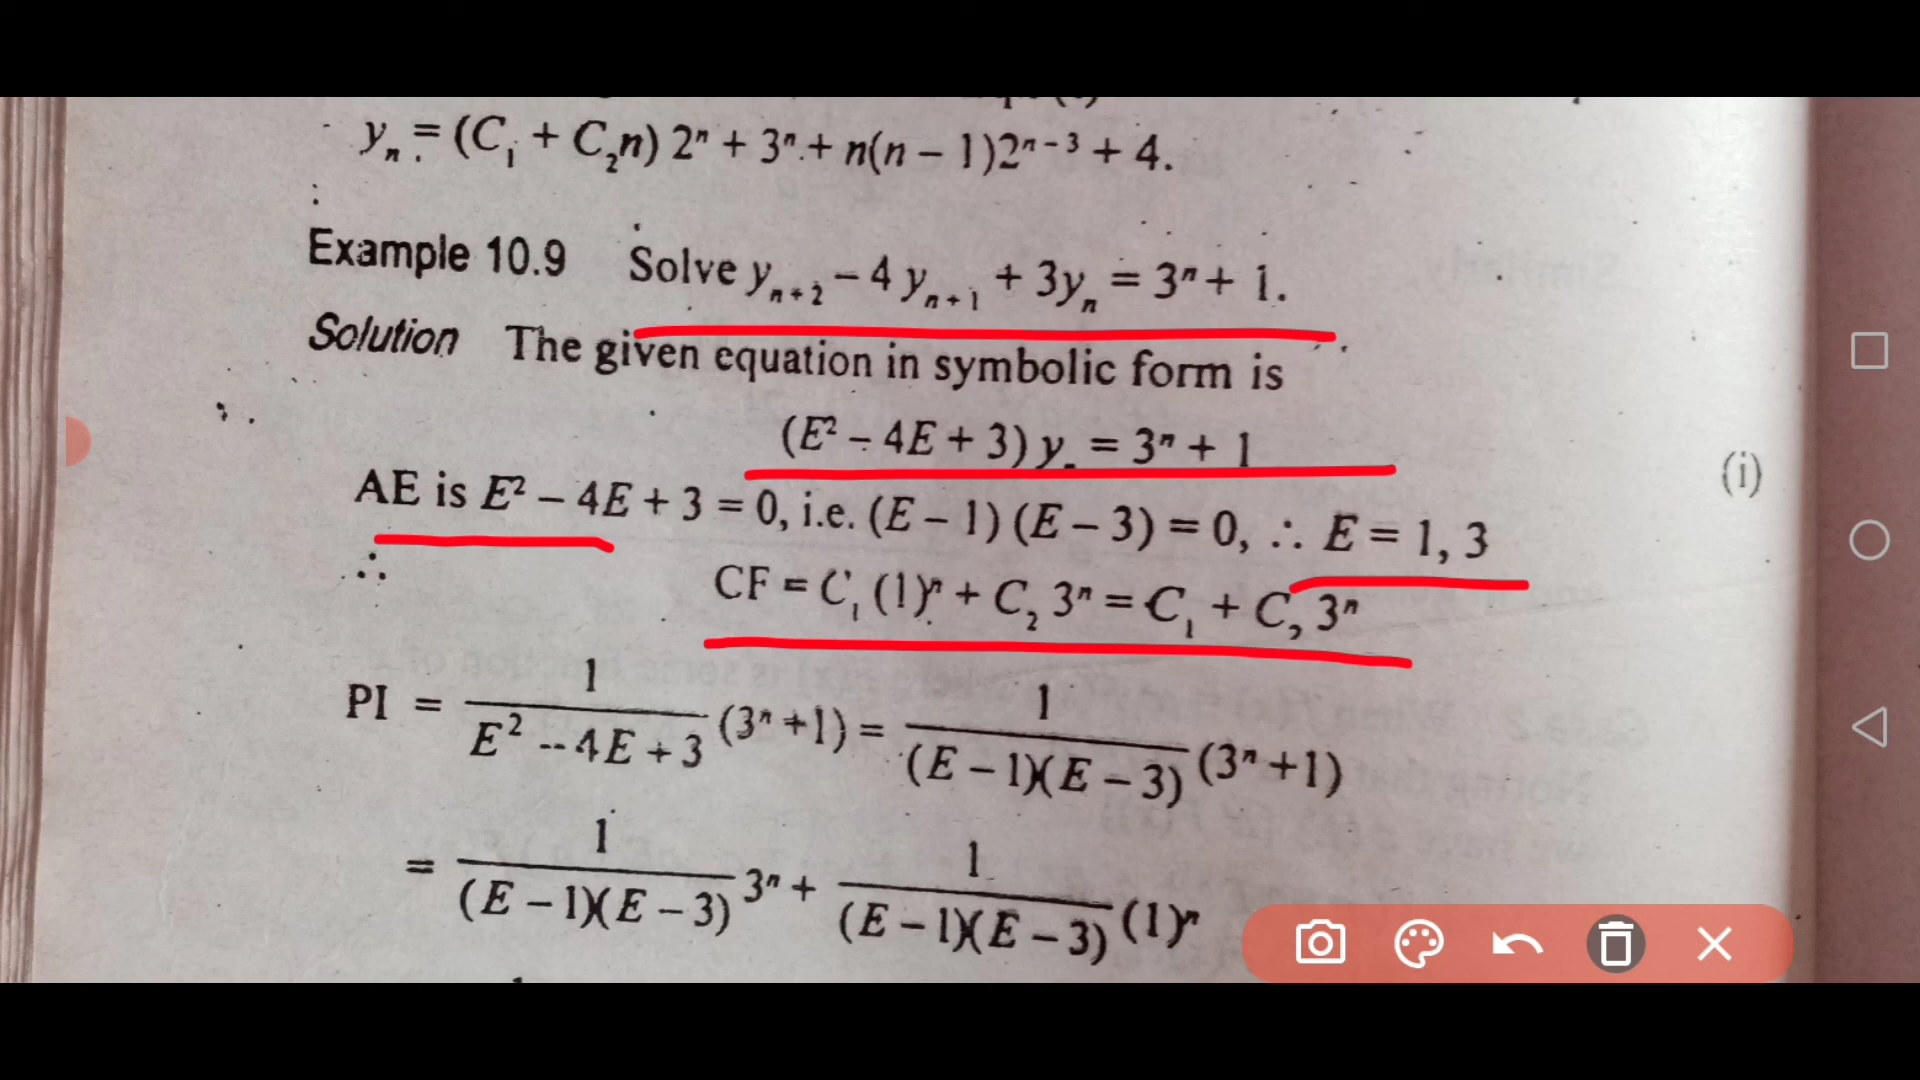 yₙ = (C₁ + C₂n) 2ⁿ + 3ⁿ + n(n – 1)2ⁿ⁻³ + 4.
Example 10.9 Solve yₙ₊₂ – 4 yₙ₊₁ + 3yₙ = 3ⁿ + 1.
Solution The given equation in symbolic form is
(E² – 4E + 3) y = 3ⁿ + 1 (i)
AE is E² – 4E + 3 = 0, i.e. (E – 1) (E – 3) = 0, ∴ E = 1, 3
∴ CF = C₁ (1)ⁿ + C₂ 3ⁿ = C₁ + C₂ 3ⁿ
PI = 1/(E² – 4E + 3) (3ⁿ + 1) = 1/((E – 1)(E – 3)) (3ⁿ + 1)
= 1/((E – 1)(E – 3)) 3ⁿ + 1/((E – 1)(E – 3)) (1)ⁿ